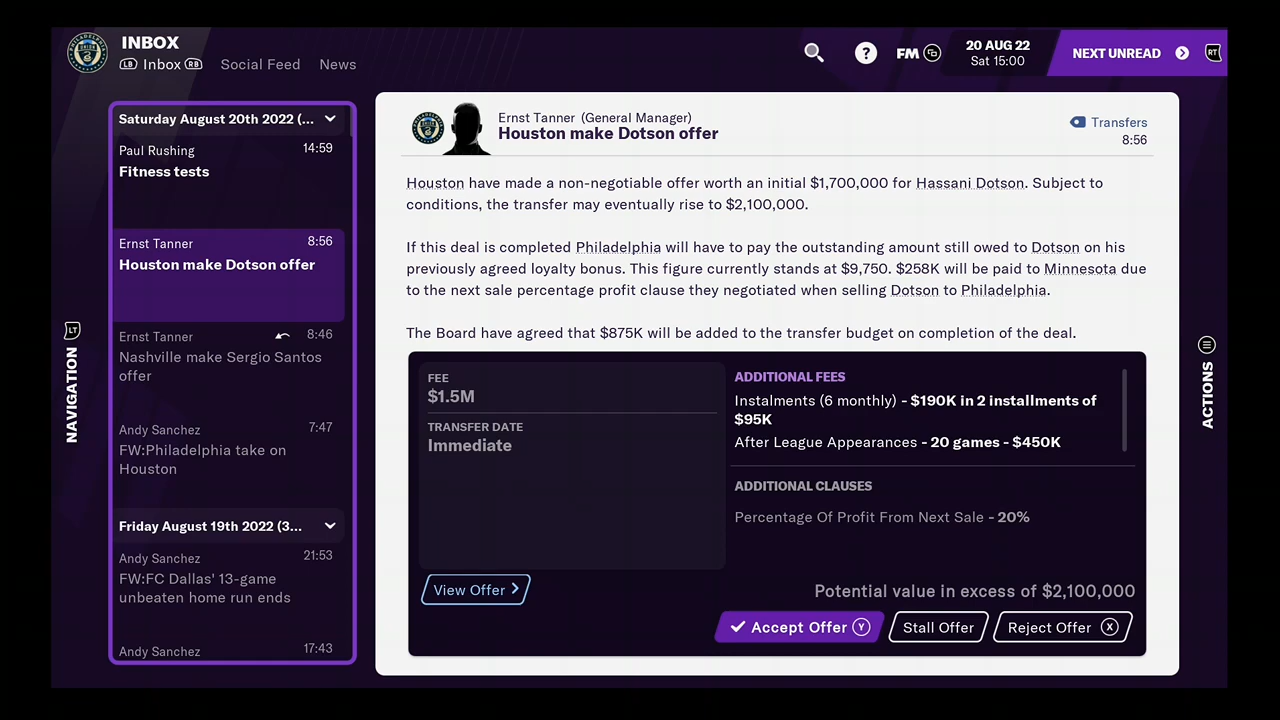 INBOX
LB Inbox RB Social Feed News
? FM
20 AUG 22
Sat 15:00
NEXT UNREAD RT
NAVIGATION LT
Saturday August 20th 2022 (...
Paul Rushing 14:59
Fitness tests
Ernst Tanner 8:56
Houston make Dotson offer
Ernst Tanner 8:46
Nashville make Sergio Santos
offer
Andy Sanchez 7:47
FW:Philadelphia take on
Houston
Friday August 19th 2022 (3...
Andy Sanchez 21:53
FW:FC Dallas' 13-game
unbeaten home run ends
Andy Sanchez 17:43
Ernst Tanner (General Manager)
Houston make Dotson offer
Transfers
8:56
Houston have made a non-negotiable offer worth an initial $1,700,000 for Hassani Dotson. Subject to
conditions, the transfer may eventually rise to $2,100,000.
If this deal is completed Philadelphia will have to pay the outstanding amount still owed to Dotson on his
previously agreed loyalty bonus. This figure currently stands at $9,750. $258K will be paid to Minnesota due
to the next sale percentage profit clause they negotiated when selling Dotson to Philadelphia.
The Board have agreed that $875K will be added to the transfer budget on completion of the deal.
FEE
$1.5M
TRANSFER DATE
Immediate
ADDITIONAL FEES
Instalments (6 monthly) - $190K in 2 installments of
$95K
After League Appearances - 20 games - $450K
ADDITIONAL CLAUSES
Percentage Of Profit From Next Sale - 20%
View Offer
Potential value in excess of $2,100,000
Accept Offer Y
Stall Offer
Reject Offer X
ACTIONS